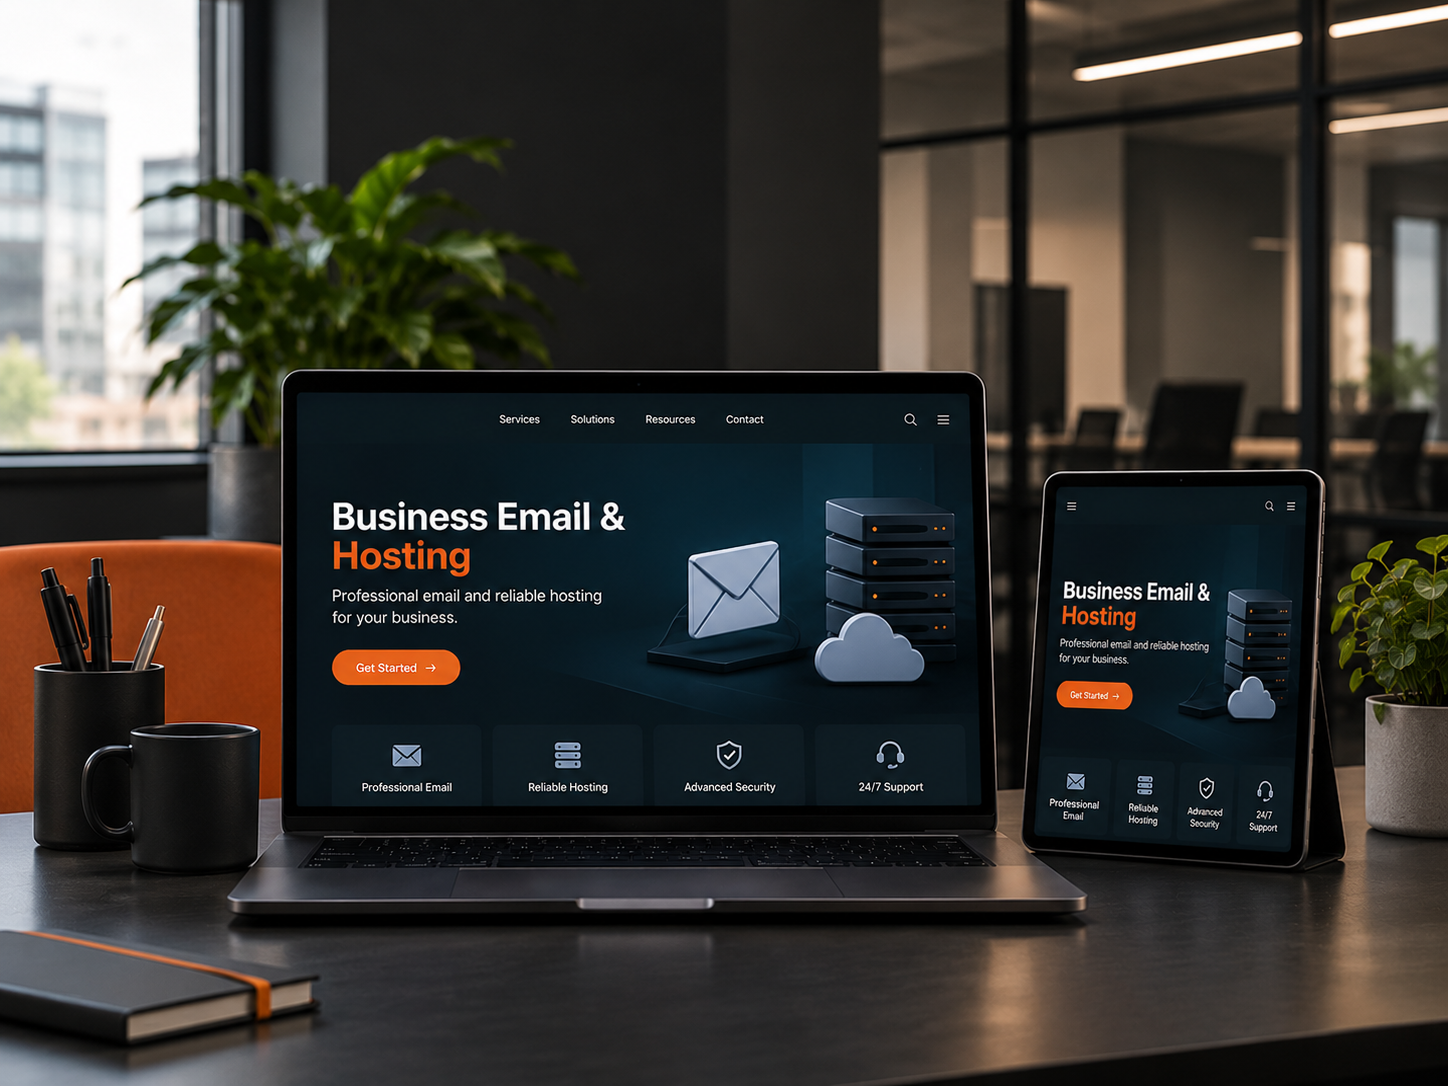 Services Solutions Resources Contact
Business Email &
Hosting
Professional email and reliable hosting
for your business.
Get Started →
Professional Email
Reliable Hosting
Advanced Security
24/7 Support
Business Email &
Hosting
Professional email and reliable hosting
for your business.
Get Started →
Professional
Email
Reliable
Hosting
Advanced
Security
24/7
Support